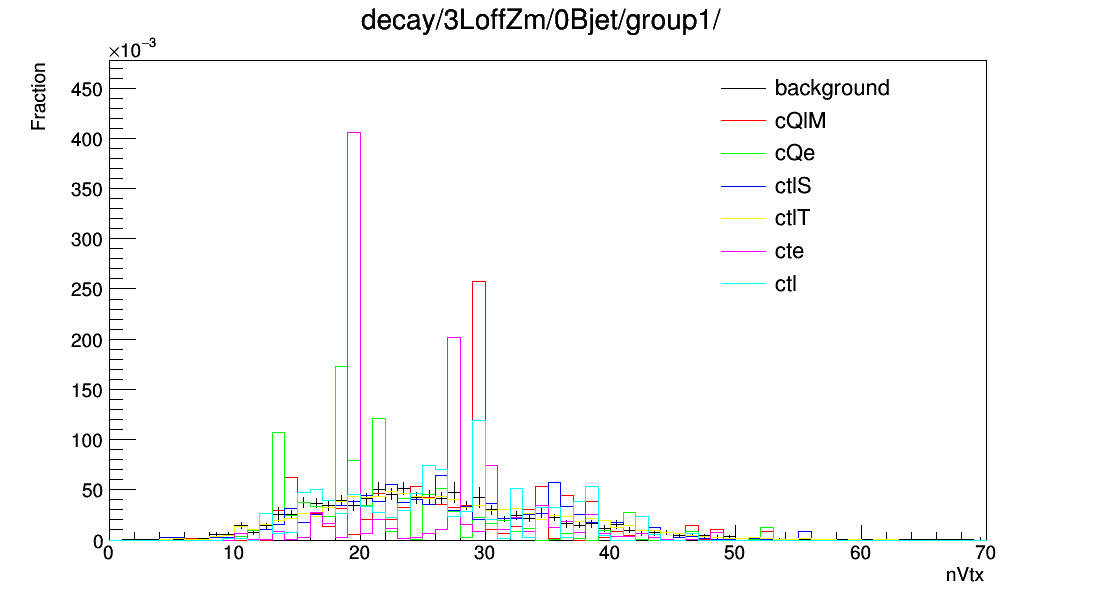 decay/3LoffZm/0Bjet/group1/
×10⁻³
Fraction
450
400
350
300
250
200
150
100
50
0
0 10 20 30 40 50 60 70
nVtx
background
cQlM
cQe
ctlS
ctlT
cte
ctl